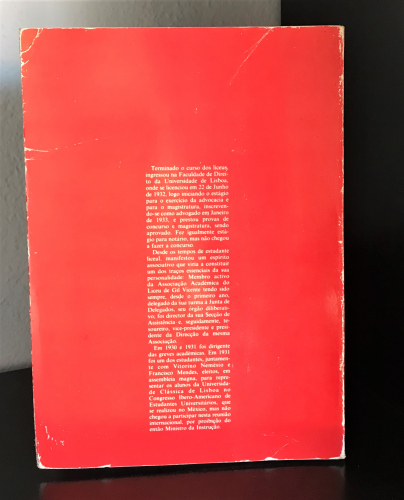 Terminado o curso dos liceus,
ingressou na Faculdade de Direi-
to da Universidade de Lisboa,
onde se licenciou em 22 de Junho
de 1932, logo iniciando o estágio
para o exercício da advocacia e
para o magistratura, inscreven-
do-se como advogado em Janeiro
de 1933, e prestou provas de
concurso à magistratura, sendo
aprovado. Fez igualmente está-
gio para notário, mas não chegou
a fazer o concurso.
Desde os tempos de estudante
liceal, manifestou um espírito
associativo que viria a constituir
um dos traços essenciais da sua
personalidade: Membro activo
da Associação Académica do
Liceu de Gil Vicente tendo sido
sempre, desde o primeiro ano,
delegado da sua turma à Junta de
Delegados, seu órgão delibera-
tivo; foi director da sua Secção de
Assistência e, seguidamente, te-
soureiro, vice-presidente e presi-
dente da Direcção da mesma
Associação.
Em 1930 e 1931 foi dirigente
das greves académicas. Em 1931
foi um dos estudantes, juntamen-
te com Vitorino Nemésio e
Francisco Mendes, eleitos, em
assembleia magna, para repre-
sentar os alunos da Universida-
de Clássica de Lisboa no
Congresso Ibero-Americano de
Estudantes Universitários, que
se realizou no México, mas não
chegou a participar nesta reunião
internacional, por proibição do
então Ministro da Instrução.